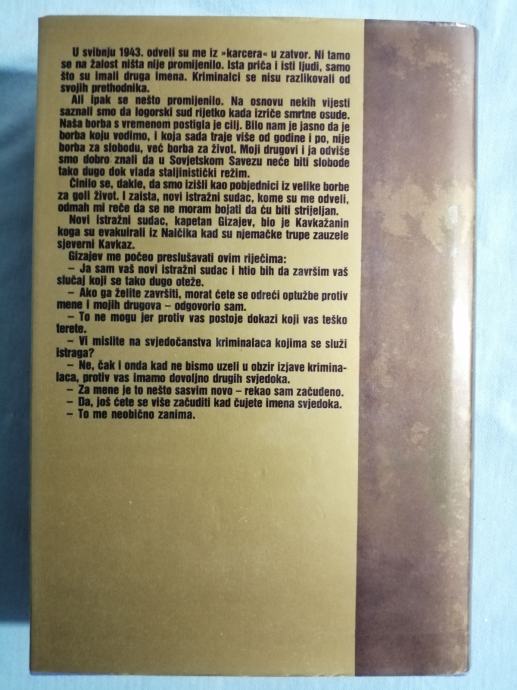 U svibnju 1943. odveli su me iz »karcera« u zatvor. Ni tamo
se na žalost ništa nije promijenilo. Ista priča i isti ljudi, samo
što su imali druga imena. Kriminalci se nisu razlikovali od
svojih prethodnika.
Ali ipak se nešto promijenilo. Na osnovu nekih vijesti
saznali smo da logorski sud rijetko kada izriče smrtne osude.
Naša borba s vremenom postigla je cilj. Bilo nam je jasno da je
borba koju vodimo, i koja sada traje više od godine i po, nije
borba za slobodu, već borba za život. Moji drugovi i ja odviše
smo dobro znali da u Sovjetskom Savezu neće biti slobode
tako dugo dok vlada staljinistički režim.
Činilo se, dakle, da smo izišli kao pobjednici iz velike borbe
za goli život. I zaista, novi istražni sudac, kome su me odveli,
odmah mi reče da se ne moram bojati da ću biti strijeljan.
Novi istražni sudac, kapetan Gizajev, bio je Kavkažanin
koga su evakuirali iz Naljčika kad su njemačke trupe zauzele
sjeverni Kavkaz.
Gizajev me počeo preslušavati ovim riječima:
– Ja sam vaš novi istražni sudac i htio bih da završim vaš
slučaj koji se tako dugo oteže.
– Ako ga želite završiti, morat ćete se odreći optužbe protiv
mene i mojih drugova – odgovorio sam.
– To ne mogu jer protiv vas postoje dokazi koji vas teško
terete.
– Vi mislite na svjedočanstva kriminalaca kojima se služi
istraga?
– Ne, čak i onda kad ne bismo uzeli u obzir izjave krimina-
laca, protiv vas imamo dovoljno drugih svjedoka.
– Za mene je to nešto sasvim novo – rekao sam začuđeno.
– Da, još ćete se više začuditi kad čujete imena svjedoka.
– To me neobično zanima.